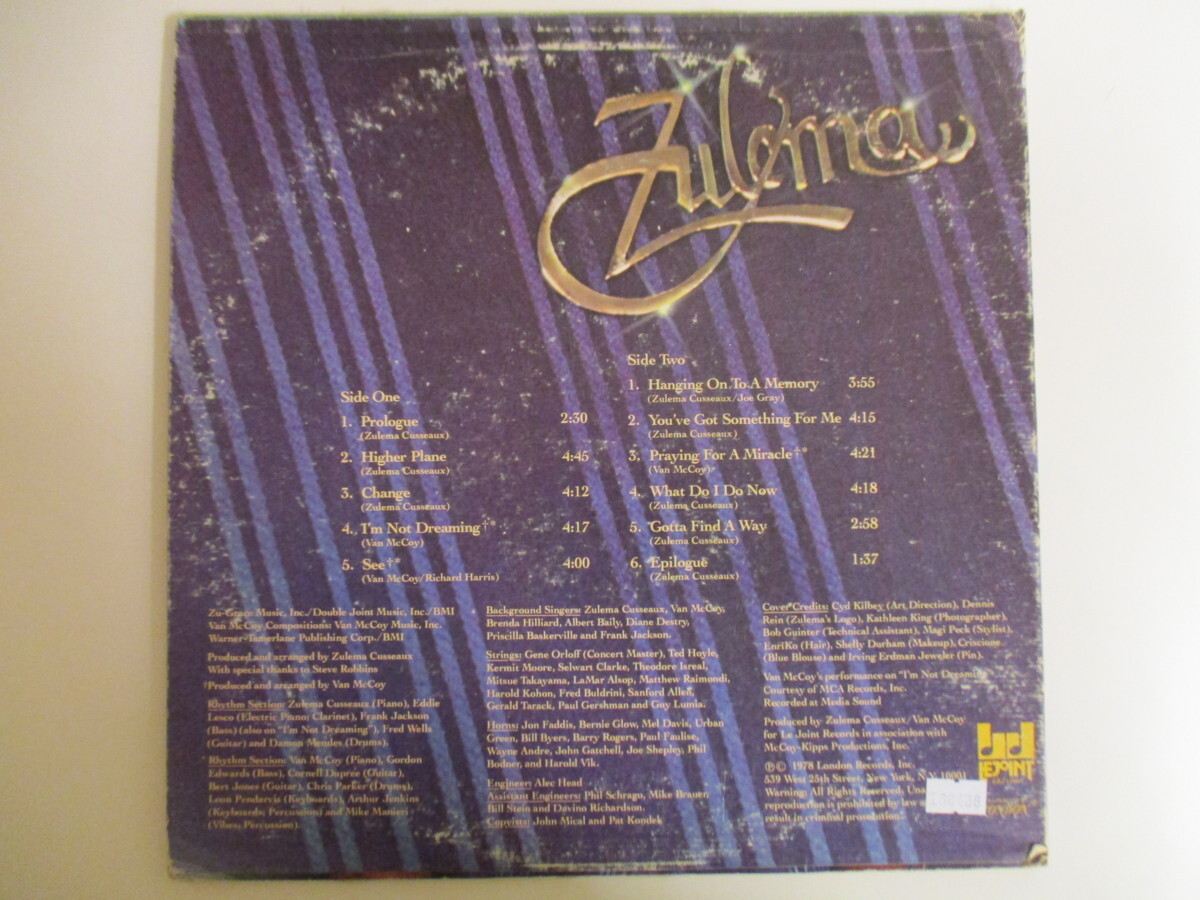 Zulema
Side One
1. Prologue 2:30
(Zulema Cusseaux)
2. Higher Plane 4:45
(Zulema Cusseaux)
3. Change 4:12
(Zulema Cusseaux)
4. I'm Not Dreaming†* 4:17
(Van McCoy)
5. See†* 4:00
(Van McCoy/Richard Harris)
Side Two
1. Hanging On To A Memory 3:55
(Zulema Cusseaux/Joe Gray)
2. You've Got Something For Me 4:15
(Zulema Cusseaux)
3. Praying For A Miracle†* 4:21
(Van McCoy)
4. What Do I Do Now 4:18
(Zulema Cusseaux)
5. Gotta Find A Way 2:58
(Zulema Cusseaux)
6. Epilogue 1:37
(Zulema Cusseaux)
Zu-Grace Music, Inc./Double Joint Music, Inc./BMI
Van McCoy Compositions: Van McCoy Music, Inc.
Warner-Tamerlane Publishing Corp./BMI
Produced and arranged by Zulema Cusseaux
With special thanks to Steve Robbins
†Produced and arranged by Van McCoy
Rhythm Section: Zulema Cusseaux (Piano), Eddie
Lesco (Electric Piano; Clarinet), Frank Jackson
(Bass) (also on "I'm Not Dreaming"), Fred Wells
(Guitar) and Damon Mendes (Drums).
*Rhythm Section: Van McCoy (Piano), Gordon
Edwards (Bass), Cornell Dupree (Guitar),
Bert Jones (Guitar), Chris Parker (Drums),
Leon Pendarvis (Keyboards), Arthur Jenkins
(Keyboards; Percussion) and Mike Manieri
(Vibes; Percussion).
Background Singers: Zulema Cusseaux, Van McCoy,
Brenda Hilliard, Albert Baily, Diane Destry,
Priscilla Baskerville and Frank Jackson.
Strings: Gene Orloff (Concert Master), Ted Hoyle,
Kermit Moore, Selwart Clarke, Theodore Isreal,
Mitsue Takayama, LaMar Alsop, Matthew Raimondi,
Harold Kohon, Fred Buldrini, Sanford Allen,
Gerald Tarack, Paul Gershman and Guy Lumia.
Horns: Jon Faddis, Bernie Glow, Mel Davis, Urban
Green, Bill Byers, Barry Rogers, Paul Faulise,
Wayne Andre, John Gatchell, Joe Shepley, Phil
Bodner, and Harold Vik.
Engineer: Alec Head
Assistant Engineers: Phil Schrago, Mike Brauer,
Bill Stein and Davino Richardson.
Copyists: John Mical and Pat Kondek
Cover Credits: Cyd Kilbey (Art Direction), Dennis
Rein (Zulema's Logo), Kathleen King (Photographer),
Bob Guinter (Technical Assistant), Magi Peck (Stylist),
EnriKo (Hair), Shelly Durham (Makeup), Criscione
(Blue Blouse) and Irving Erdman Jeweler (Pin).
Van McCoy's performance on "I'm Not Dreaming"
Courtesy of MCA Records, Inc.
Recorded at Media Sound
Produced by Zulema Cusseaux/Van McCoy
for Le Joint Records in association with
McCoy-Kipps Productions, Inc.
℗© 1978 London Records, Inc.
539 West 25th Street, New York, N.Y. 10001
Warning: All Rights Reserved.
reproduction is prohibited by law
result in criminal prosecution.
LEJOINT